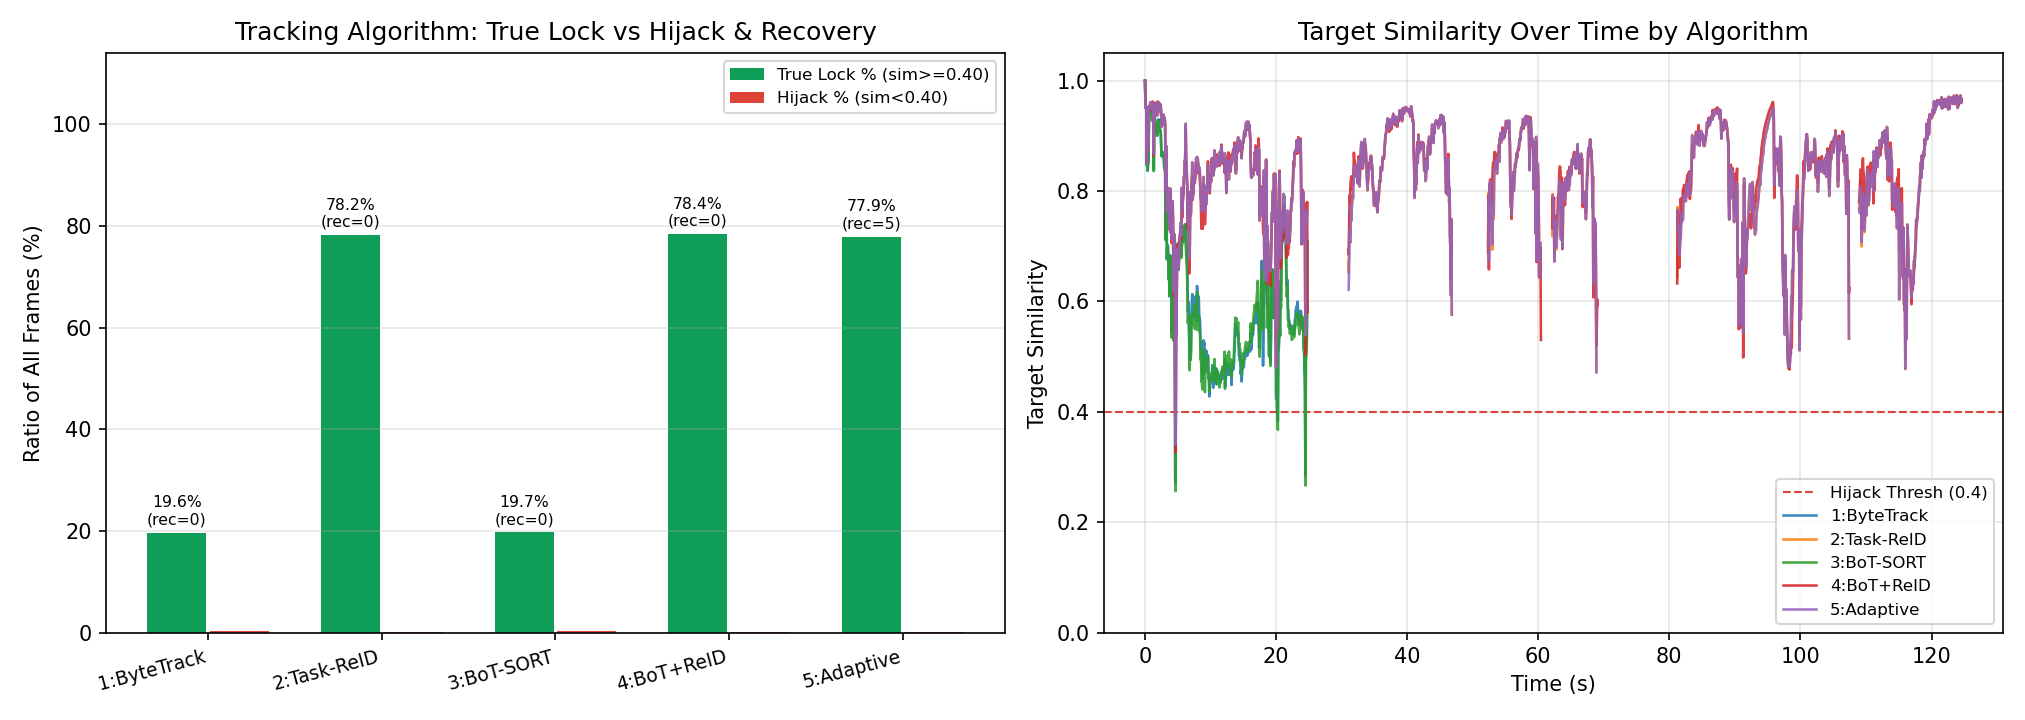 Tracking Algorithm: True Lock vs Hijack & Recovery
True Lock % (sim>=0.40)
Hijack % (sim<0.40)
Ratio of All Frames (%)
100
80
60
40
20
0
19.6%
(rec=0)
78.2%
(rec=0)
19.7%
(rec=0)
78.4%
(rec=0)
77.9%
(rec=5)
1:ByteTrack
2:Task-ReID
3:BoT-SORT
4:BoT+ReID
5:Adaptive
Target Similarity Over Time by Algorithm
Target Similarity
1.0
0.8
0.6
0.4
0.2
0.0
Hijack Thresh (0.4)
1:ByteTrack
2:Task-ReID
3:BoT-SORT
4:BoT+ReID
5:Adaptive
0
20
40
60
80
100
120
Time (s)